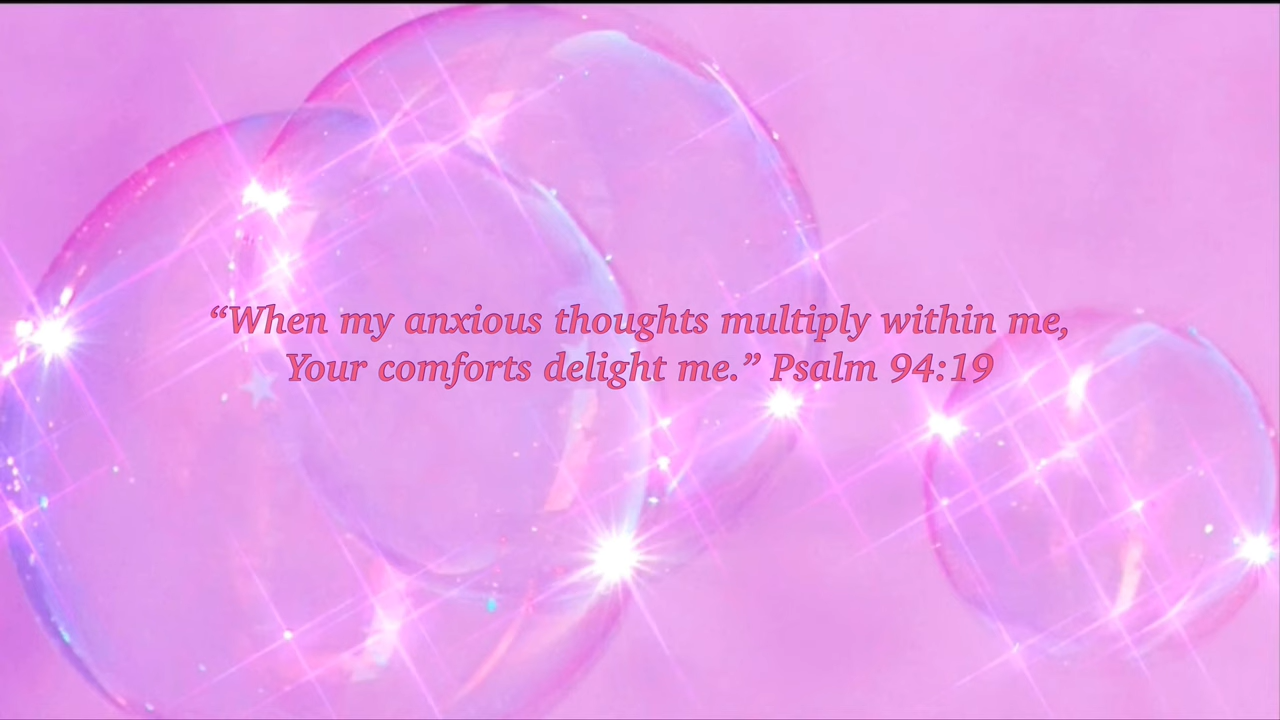 “When my anxious thoughts multiply within me,
Your comforts delight me.” Psalm 94:19